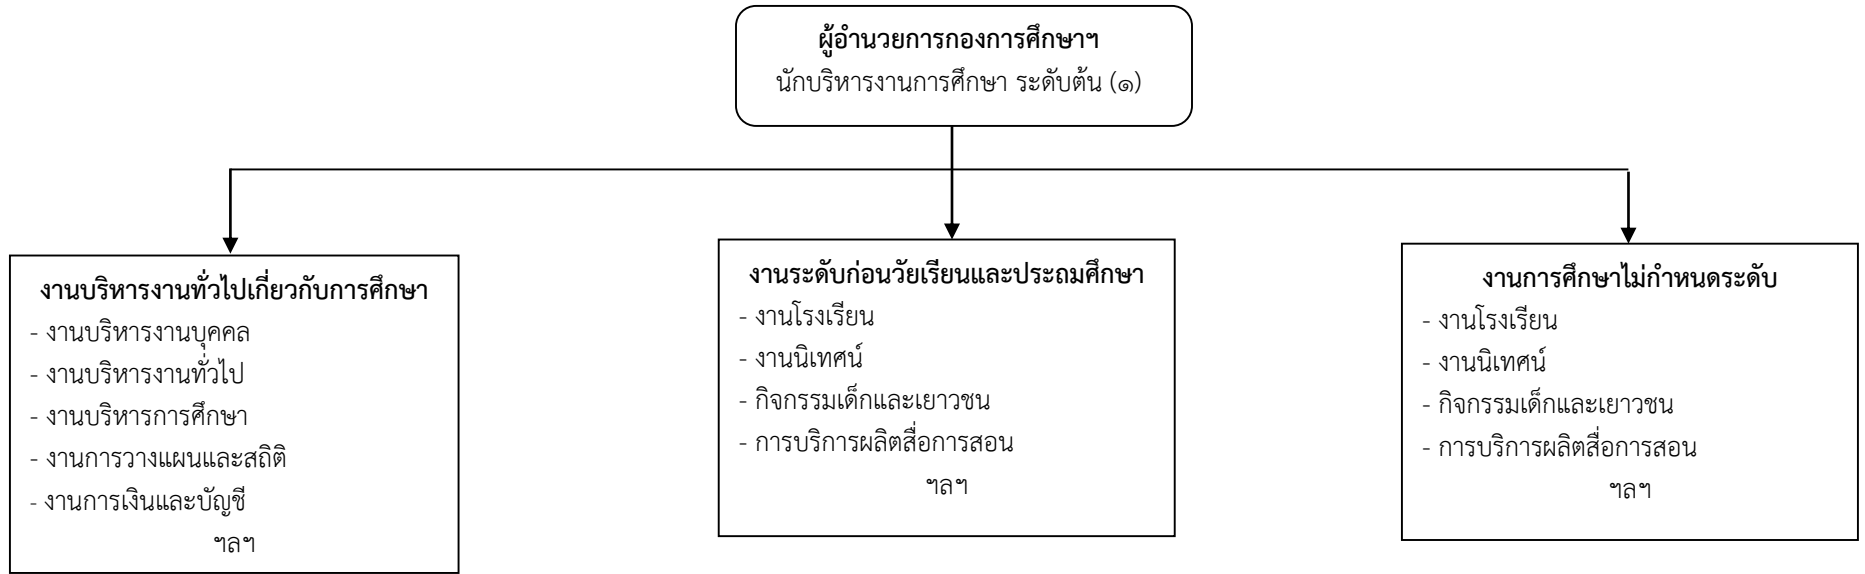 ผู้อำนวยการกองการศึกษาฯ
นักบริหารงานการศึกษา ระดับต้น (๑)
งานบริหารงานทั่วไปเกี่ยวกับการศึกษา
- งานบริหารงานบุคคล
- งานบริหารงานทั่วไป
- งานบริหารการศึกษา
- งานการวางแผนและสถิติ
- งานการเงินและบัญชี
ฯลฯ
งานระดับก่อนวัยเรียนและประถมศึกษา
- งานโรงเรียน
- งานนิเทศน์
- กิจกรรมเด็กและเยาวชน
- การบริการผลิตสื่อการสอน
ฯลฯ
งานการศึกษาไม่กำหนดระดับ
- งานโรงเรียน
- งานนิเทศน์
- กิจกรรมเด็กและเยาวชน
- การบริการผลิตสื่อการสอน
ฯลฯ